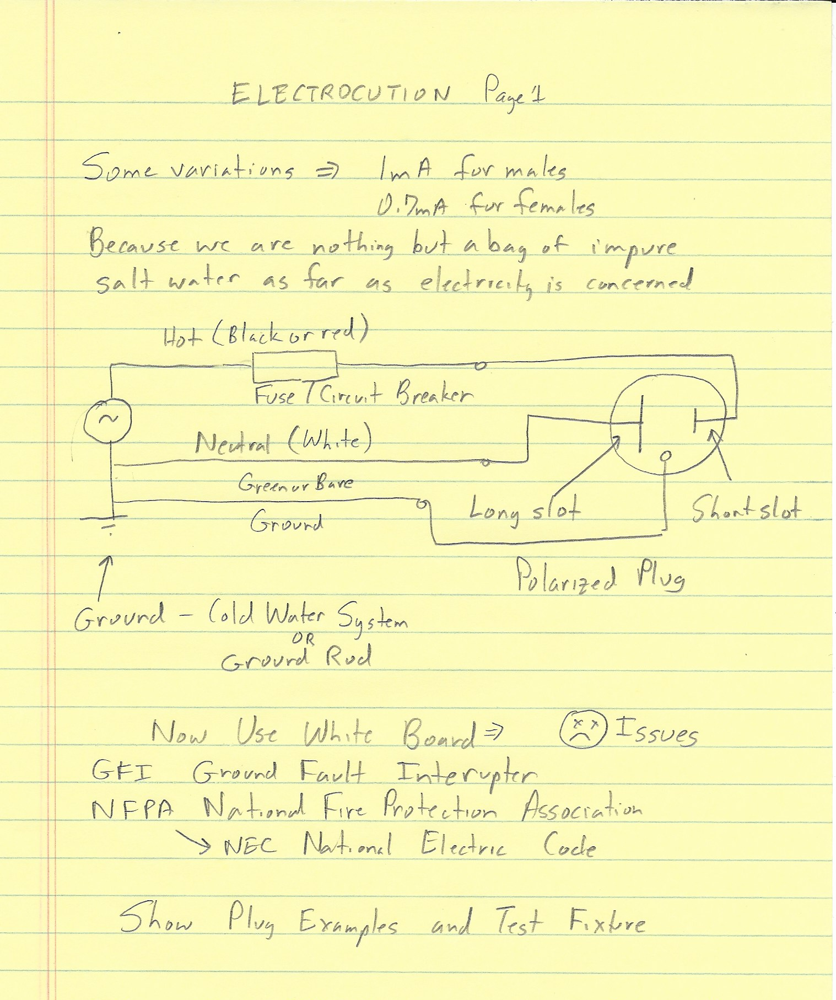 ELECTROCUTION Page 1
Some variations ⇒ 1mA for males
0.7mA for females
Because we are nothing but a bag of impure
salt water as far as electricity is concerned
Hot (Black or red)
Fuse / Circuit Breaker
~
Neutral (White)
Green or Bare
Ground
Long slot
Short slot
Polarized Plug
Ground - Cold Water System
OR
Ground Rod
Now Use White Board ⇒ Issues
GFI Ground Fault Interupter
NFPA National Fire Protection Association
↘ NEC National Electric Code
Show Plug Examples and Test Fixture